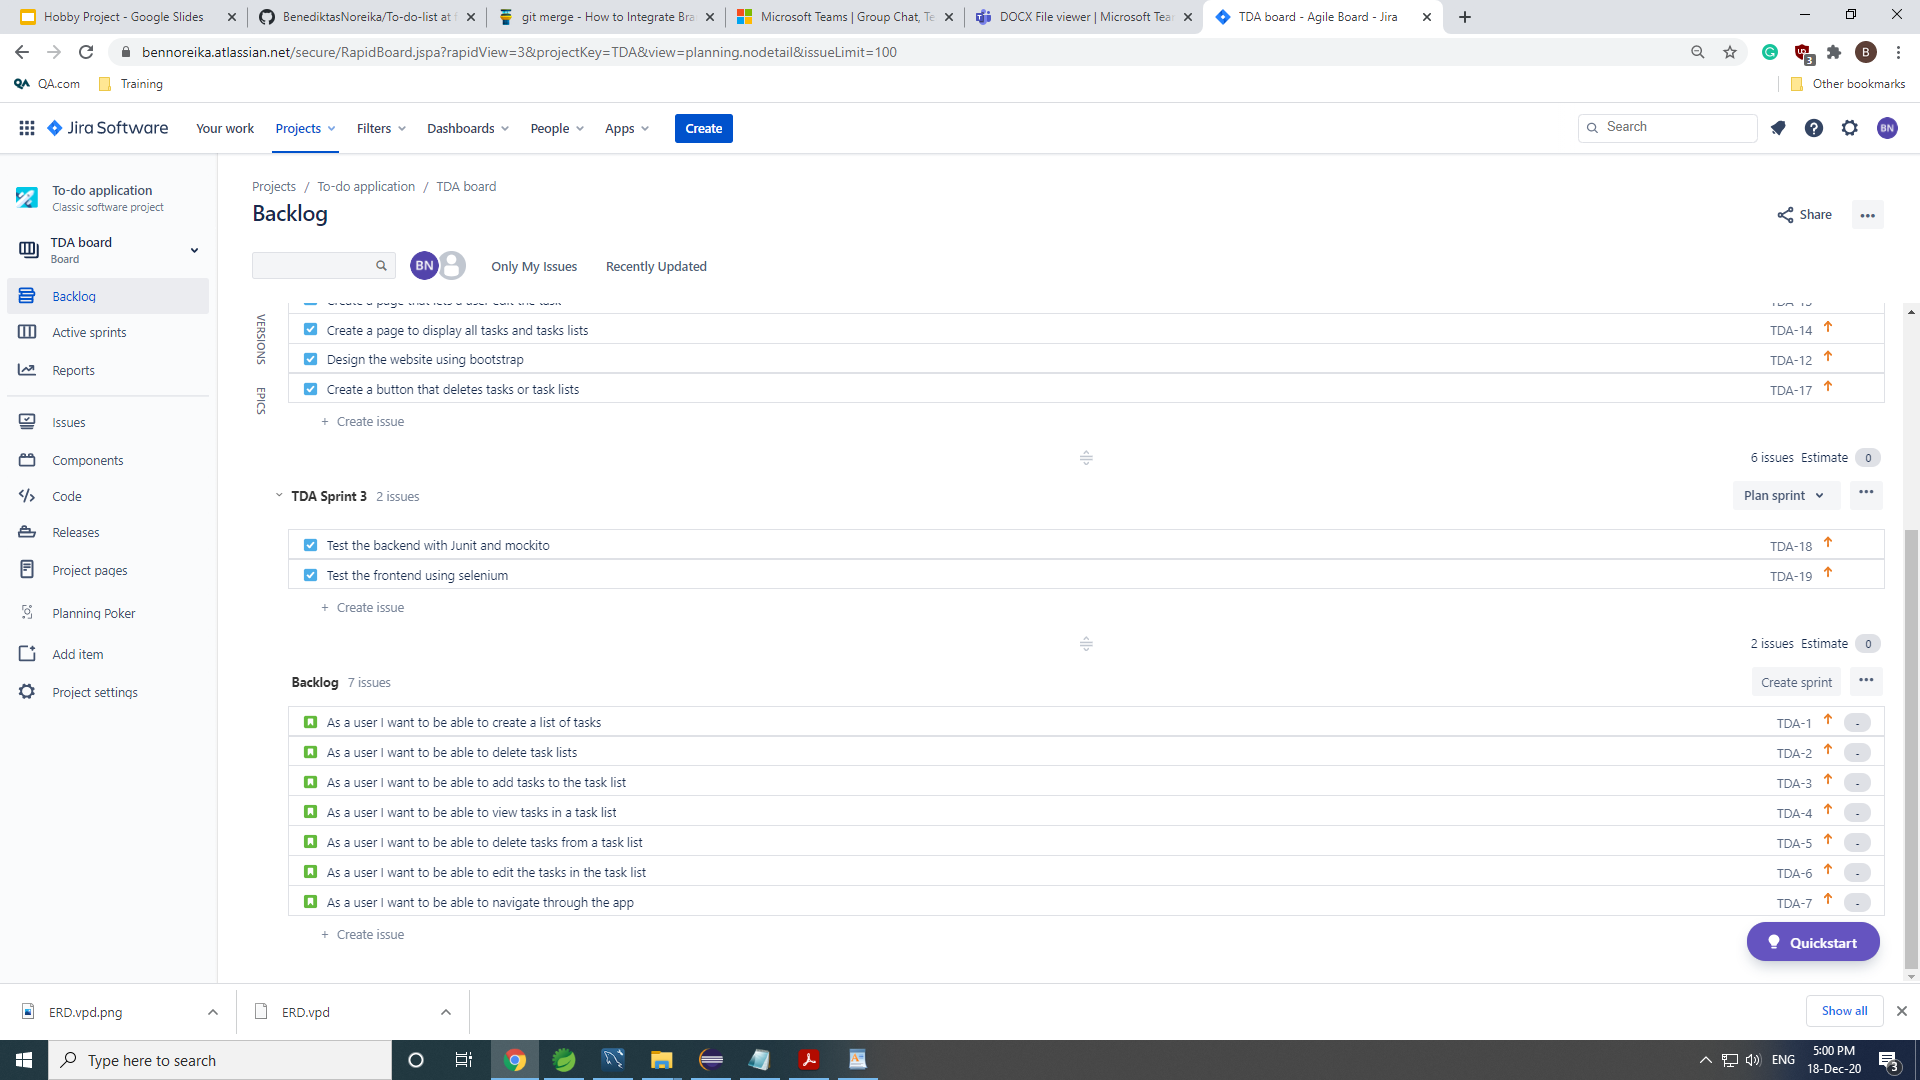 Hobby Project - Google Slides
BenediktasNoreika/To-do-list at f
git merge - How to Integrate Bra
Microsoft Teams | Group Chat, Te
DOCX File viewer | Microsoft Tea
TDA board - Agile Board - Jira
bennoreika.atlassian.net/secure/RapidBoard.jspa?rapidView=3&projectKey=TDA&view=planning.nodetail&issueLimit=100
3
B
QA QA.com
Training
Other bookmarks
Jira Software
Your work
Projects
Filters
Dashboards
People
Apps
Create
Search
BN
To-do application
Classic software project
TDA board
Board
Backlog
Active sprints
Reports
Issues
Components
Code
Releases
Project pages
Planning Poker
Add item
Project settings
Projects / To-do application / TDA board
Backlog
Share
BN
Only My Issues
Recently Updated
VERSIONS
EPICS
Create a page that lets a user edit the task
Create a page to display all tasks and tasks lists TDA-14
Design the website using bootstrap TDA-12
Create a button that deletes tasks or task lists TDA-17
+ Create issue
6 issues Estimate 0
TDA Sprint 3 2 issues
Plan sprint
Test the backend with Junit and mockito TDA-18
Test the frontend using selenium TDA-19
+ Create issue
2 issues Estimate 0
Backlog 7 issues
Create sprint
As a user I want to be able to create a list of tasks TDA-1 -
As a user I want to be able to delete task lists TDA-2 -
As a user I want to be able to add tasks to the task list TDA-3 -
As a user I want to be able to view tasks in a task list TDA-4 -
As a user I want to be able to delete tasks from a task list TDA-5 -
As a user I want to be able to edit the tasks in the task list TDA-6 -
As a user I want to be able to navigate through the app TDA-7 -
+ Create issue
Quickstart
ERD.vpd.png
ERD.vpd
Show all
Type here to search
ENG
5:00 PM
18-Dec-20
3